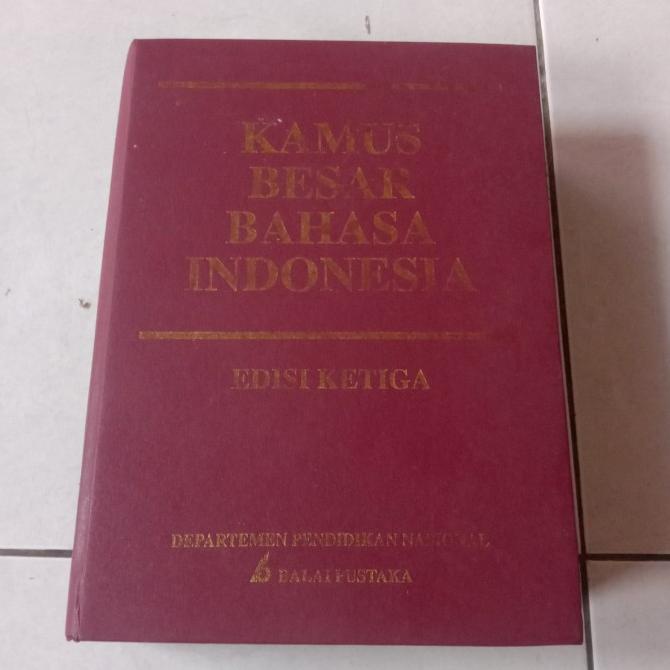 KAMUS
BESAR
BAHASA
INDONESIA
EDISI KETIGA
DEPARTEMEN PENDIDIKAN NASIONAL
BALAI PUSTAKA